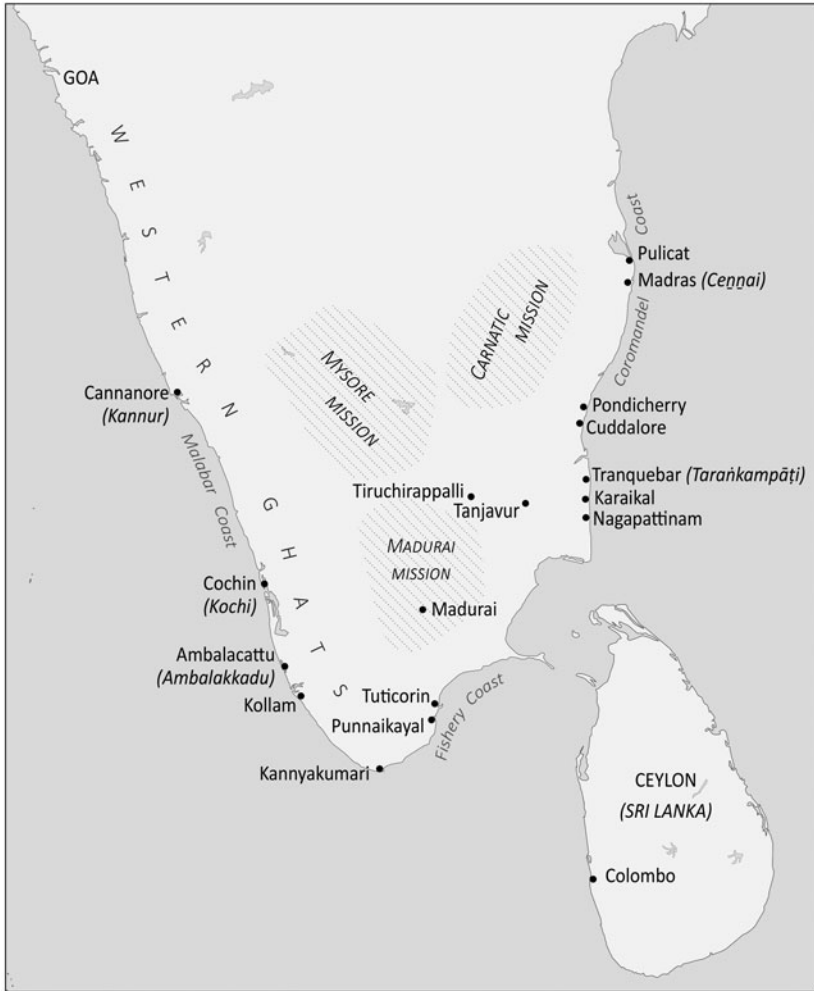 GOA
WESTERN GHATS
Coromandel Coast
Pulicat
Madras (Ceṉṉai)
CARNATIC
MISSION
MYSORE
MISSION
Cannanore
(Kannur)
Malabar Coast
Pondicherry
Cuddalore
Tranquebar (Taraṅkampāṭi)
Karaikal
Nagapattinam
Tiruchirappalli
Tanjavur
MADURAI
MISSION
Madurai
Cochin
(Kochi)
Ambalacattu
(Ambalakkadu)
Kollam
Tuticorin
Punnaikayal
Fishery Coast
Kannyakumari
CEYLON
(SRI LANKA)
Colombo